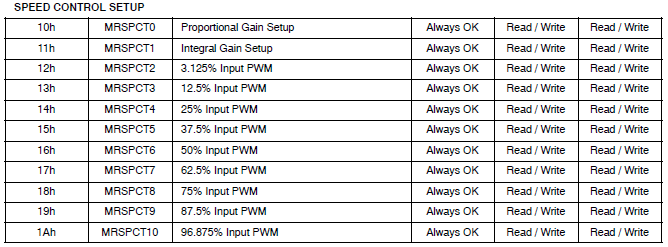 SPEED CONTROL SETUP
10h MRSPCT0 Proportional Gain Setup Always OK Read / Write Read / Write
11h MRSPCT1 Integral Gain Setup Always OK Read / Write Read / Write
12h MRSPCT2 3.125% Input PWM Always OK Read / Write Read / Write
13h MRSPCT3 12.5% Input PWM Always OK Read / Write Read / Write
14h MRSPCT4 25% Input PWM Always OK Read / Write Read / Write
15h MRSPCT5 37.5% Input PWM Always OK Read / Write Read / Write
16h MRSPCT6 50% Input PWM Always OK Read / Write Read / Write
17h MRSPCT7 62.5% Input PWM Always OK Read / Write Read / Write
18h MRSPCT8 75% Input PWM Always OK Read / Write Read / Write
19h MRSPCT9 87.5% Input PWM Always OK Read / Write Read / Write
1Ah MRSPCT10 96.875% Input PWM Always OK Read / Write Read / Write